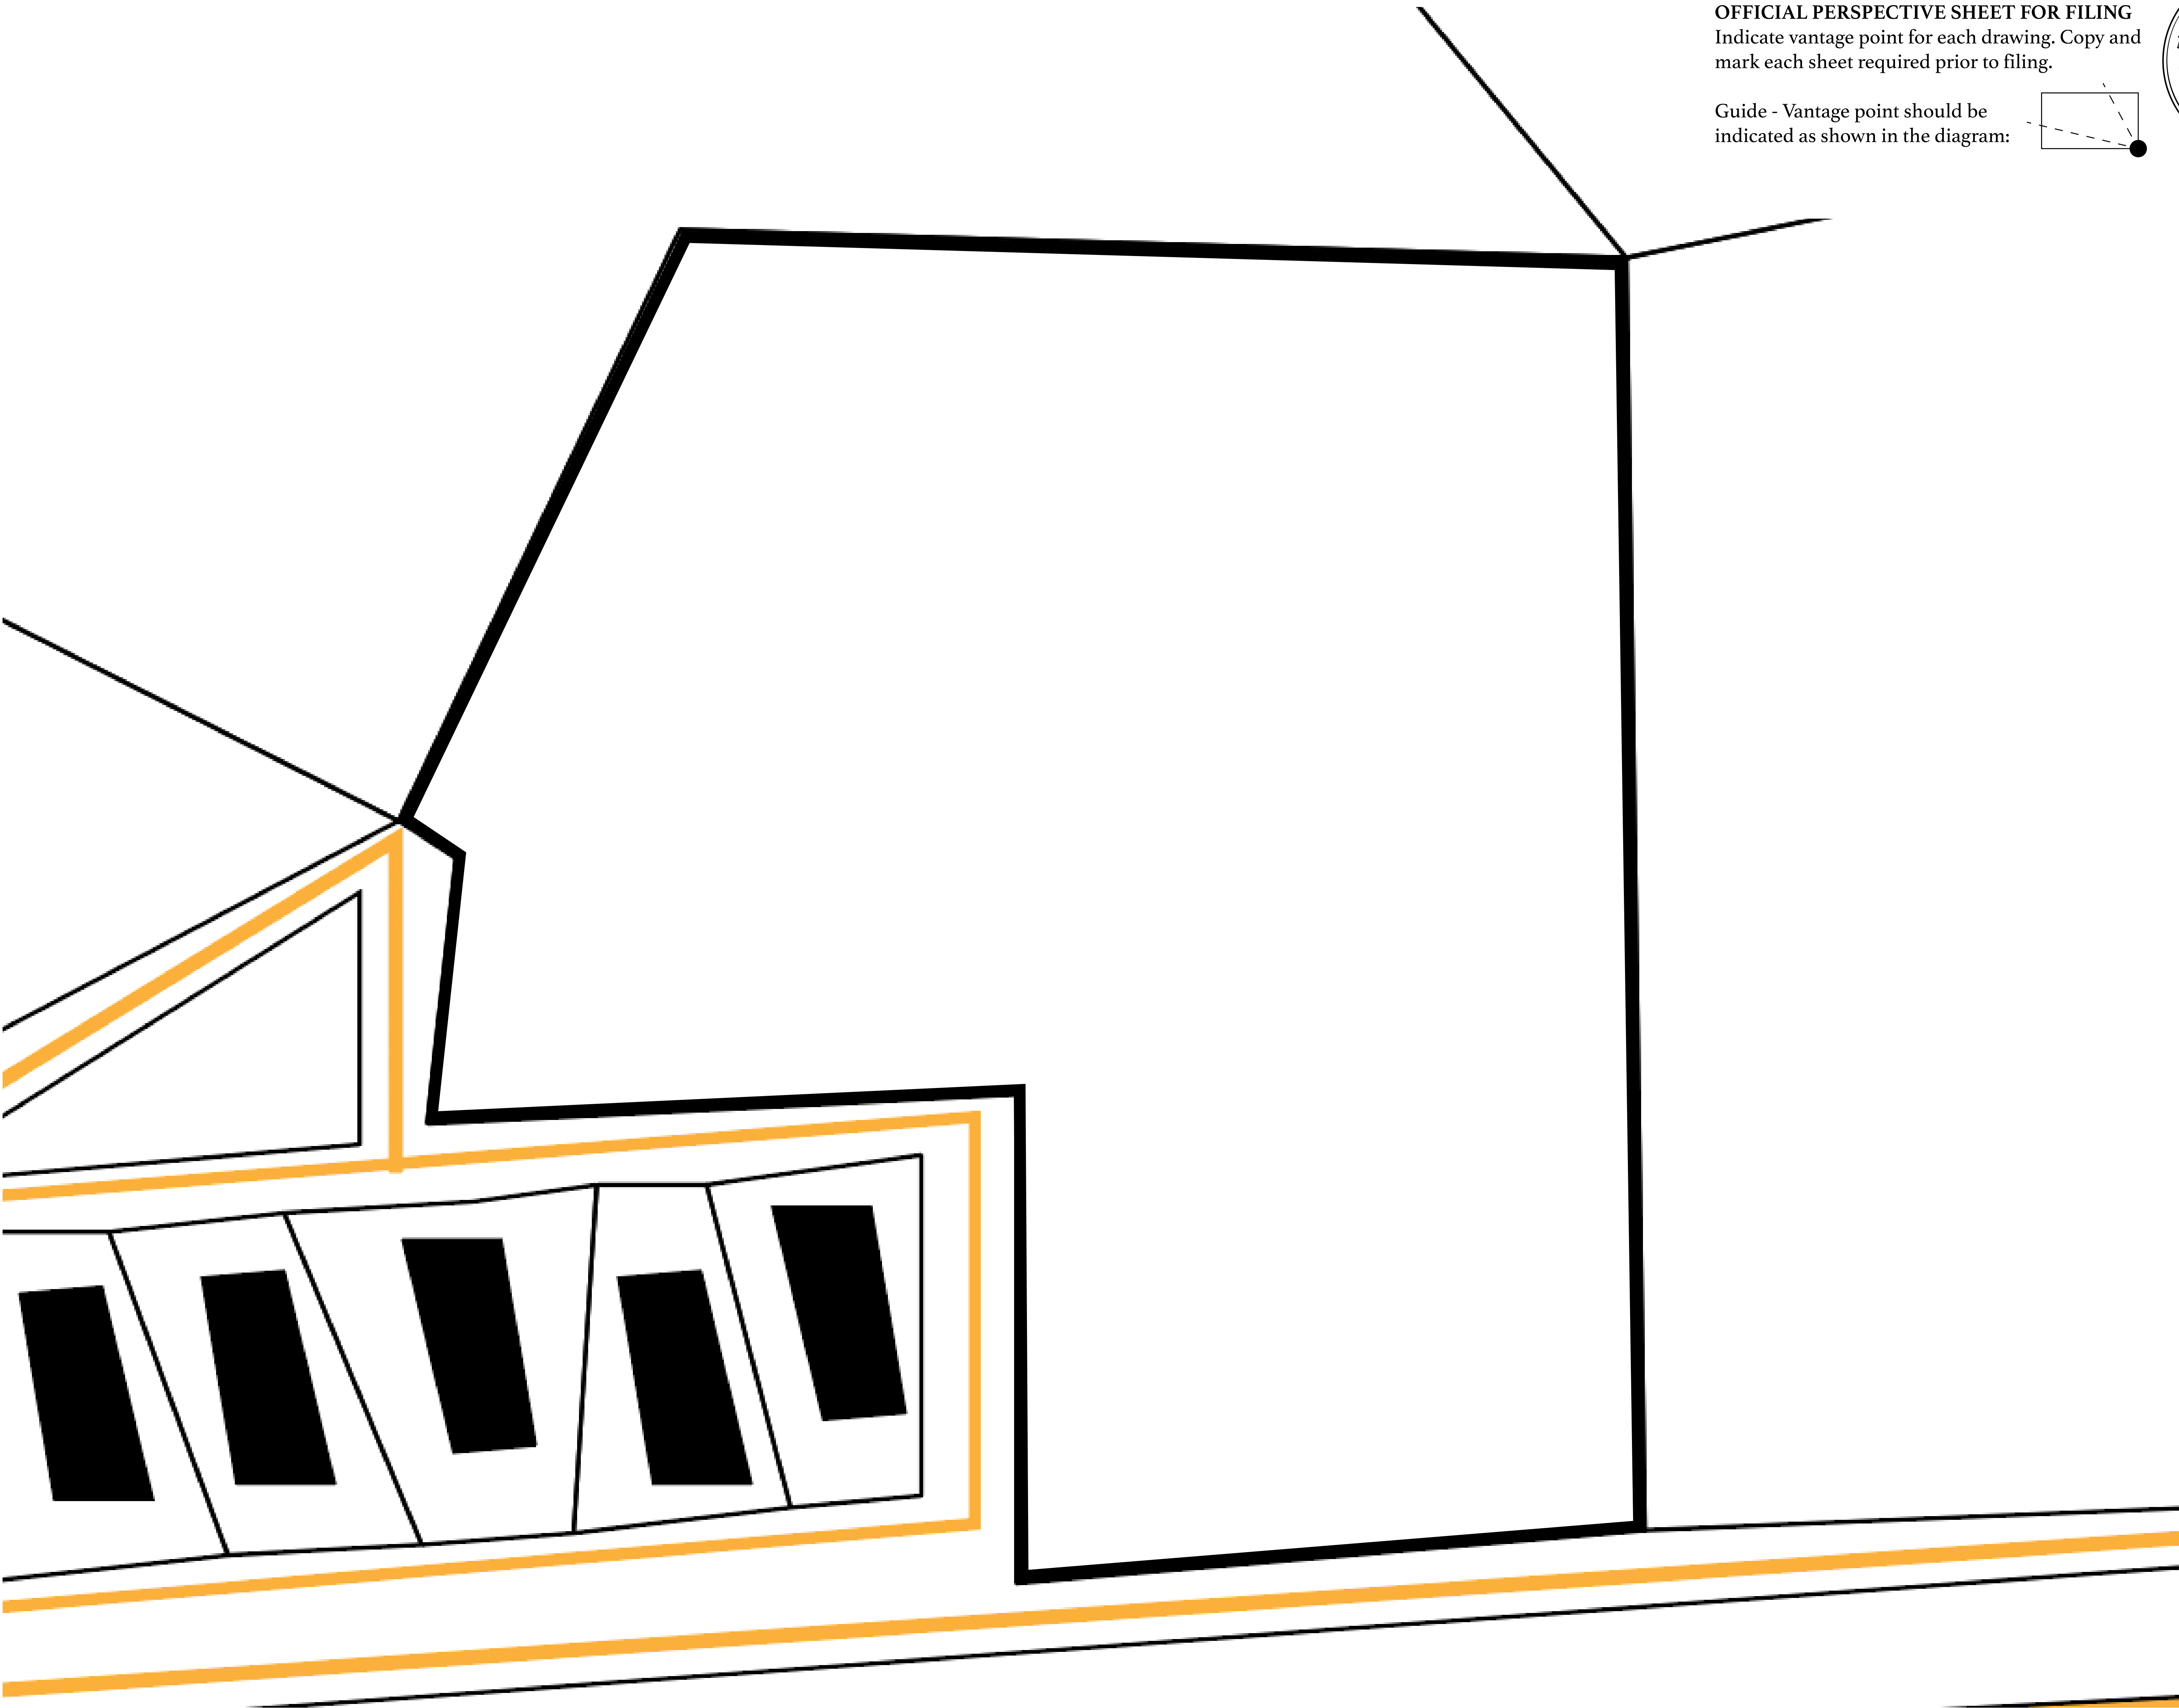 OFFICIAL PERSPECTIVE SHEET FOR FILING
Indicate vantage point for each drawing. Copy and
mark each sheet required prior to filing.
Guide - Vantage point should be
indicated as shown in the diagram: